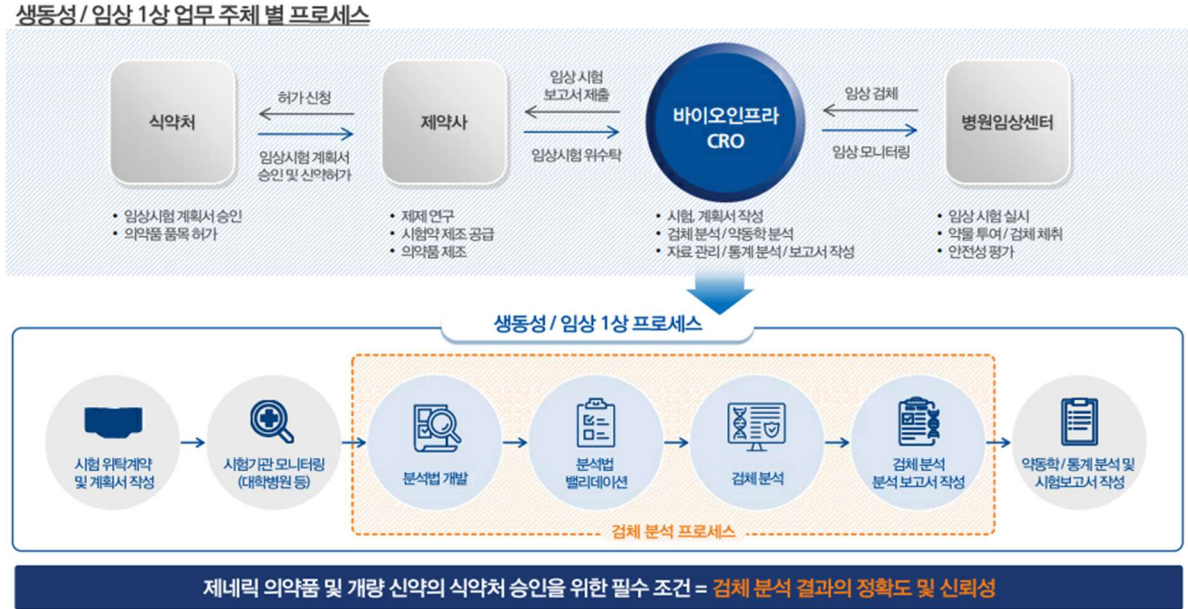 생동성 / 임상 1상 업무 주체 별 프로세스
식약처
허가 신청
임상시험 계획서
승인 및 신약허가
제약사
임상 시험
보고서 제출
임상시험 위수탁
바이오인프라
CRO
임상 검체
임상 모니터링
병원임상센터
• 임상시험 계획서 승인
• 의약품 품목 허가
• 제제 연구
• 시험약 제조 공급
• 의약품 제조
• 시험, 계획서 작성
• 검체 분석 / 약동학 분석
• 자료 관리 / 통계 분석 / 보고서 작성
• 임상 시험 실시
• 약물 투여 / 검체 채취
• 안전성 평가
생동성 / 임상 1상 프로세스
시험 위탁계약
및 계획서 작성
시험기관 모니터링
(대학병원 등)
분석법 개발
분석법
밸리데이션
검체 분석
검체 분석
분석 보고서 작성
약동학 / 통계 분석 및
시험보고서 작성
검체 분석 프로세스
제네릭 의약품 및 개량 신약의 식약처 승인을 위한 필수 조건 = 검체 분석 결과의 정확도 및 신뢰성